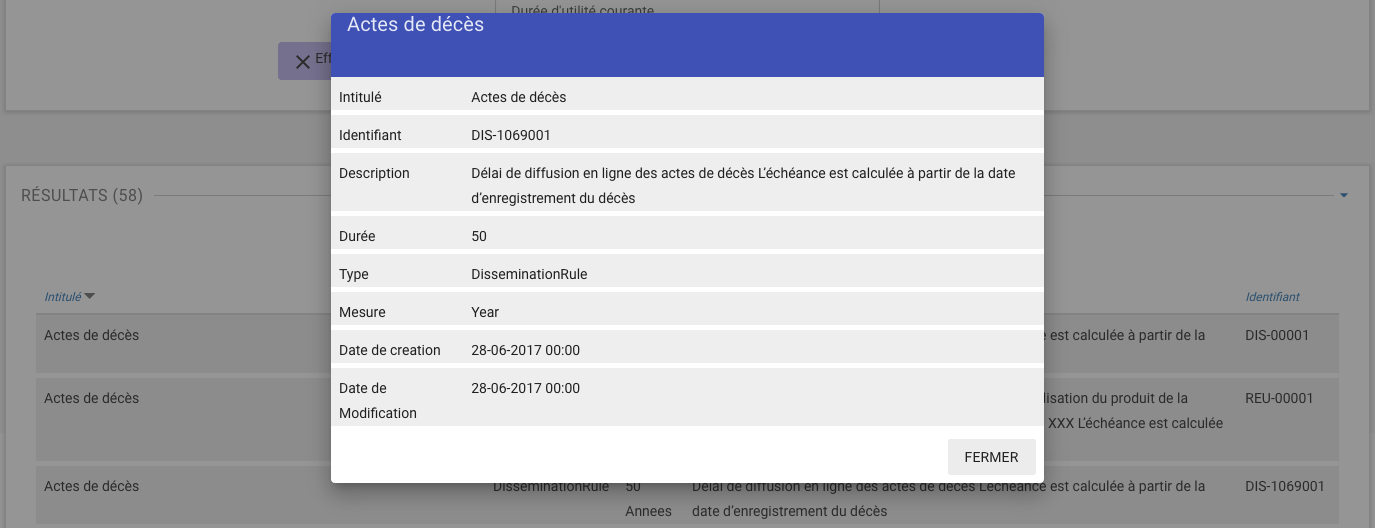 Durée d'utilité courante
Actes de décès
Eff
Intitulé Actes de décès
Identifiant DIS-1069001
Description Délai de diffusion en ligne des actes de décès L'échéance est calculée à partir de la date
d'enregistrement du décès
Durée 50
Type DisseminationRule
Mesure Year
Date de creation 28-06-2017 00:00
Date de Modification 28-06-2017 00:00
FERMER
RÉSULTATS (58)
Intitulé Identifiant
Actes de décès est calculée à partir de la DIS-00001
Actes de décès lisation du produit de la REU-00001
XXX L'échéance est calculée
Actes de décès DisseminationRule 50 Délai de diffusion en ligne des actes de décès L'échéance est calculée à partir de la DIS-1069001
Annees date d'enregistrement du décès